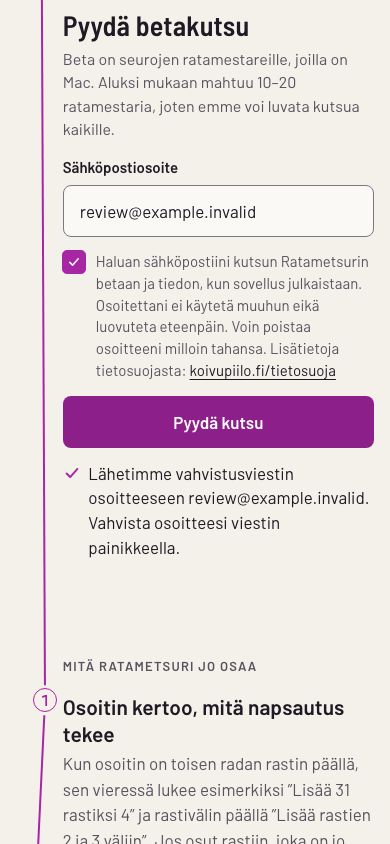 Pyydä betakutsu
Beta on seurojen ratamestareille, joilla on
Mac. Aluksi mukaan mahtuu 10–20
ratamestaria, joten emme voi luvata kutsua
kaikille.
Sähköpostiosoite
review@example.invalid
Haluan sähköpostiini kutsun Ratametsurin
betaan ja tiedon, kun sovellus julkaistaan.
Osoitettani ei käytetä muuhun eikä
luovuteta eteenpäin. Voin poistaa
osoitteeni milloin tahansa. Lisätietoja
tietosuojasta: koivupiilo.fi/tietosuoja
Pyydä kutsu
Lähetimme vahvistusviestin
osoitteeseen review@example.invalid.
Vahvista osoitteesi viestin
painikkeella.
MITÄ RATAMETSURI JO OSAA
1
Osoitin kertoo, mitä napsautus
tekee
Kun osoitin on toisen radan rastin päällä,
sen vieressä lukee esimerkiksi ”Lisää 31
rastiksi 4” ja rastivälin päällä ”Lisää rastien
2 ja 3 väliin”. Jos osut rastiin, joka on jo